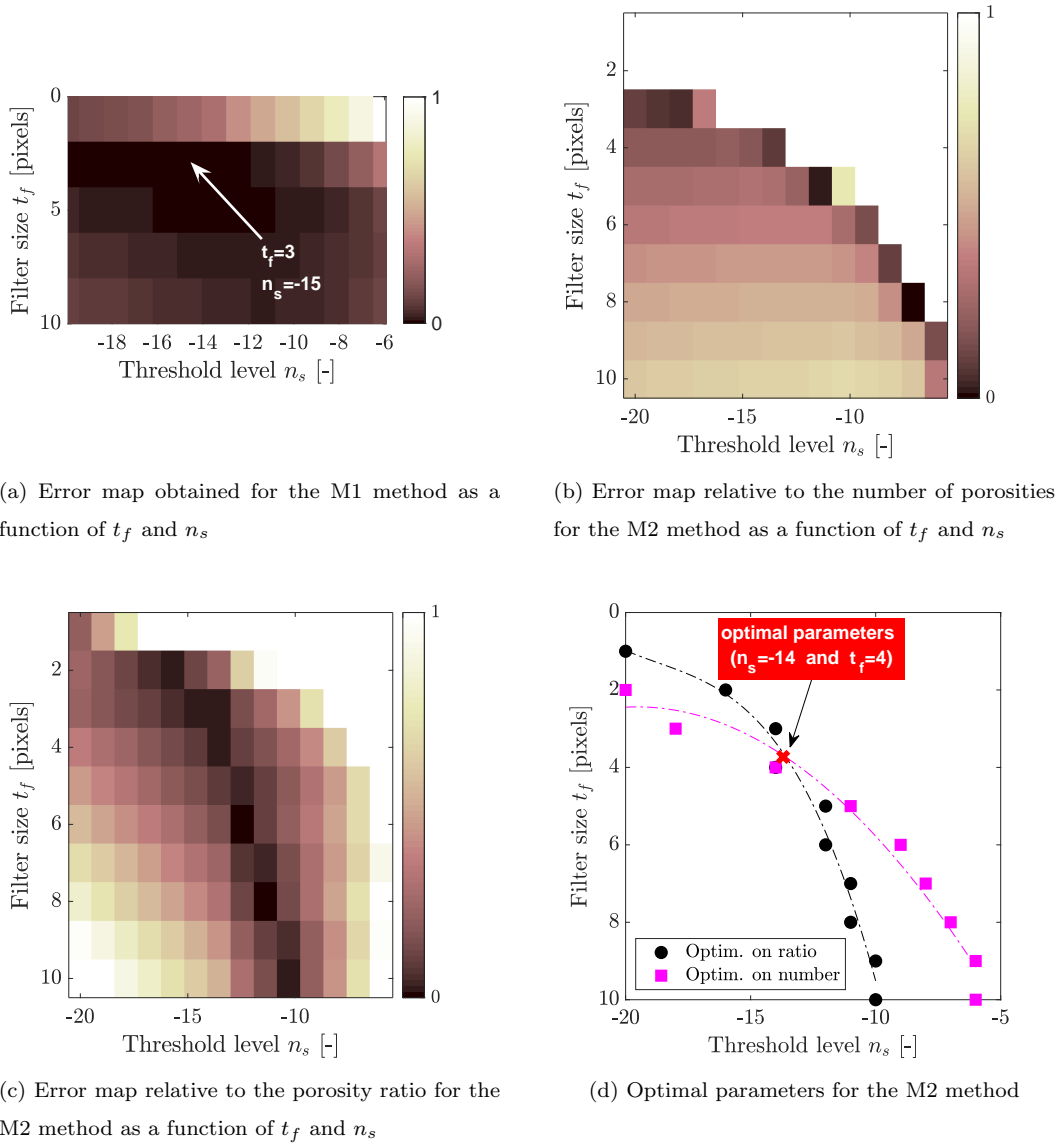 0
5
10
Filter size t_f [pixels]
-18 -16 -14 -12 -10 -8 -6
Threshold level n_s [-]
1
0
t_f=3
n_s=-15
(a) Error map obtained for the M1 method as a
function of t_f and n_s
2
4
6
8
10
Filter size t_f [pixels]
-20 -15 -10
Threshold level n_s [-]
1
0
(b) Error map relative to the number of porosities
for the M2 method as a function of t_f and n_s
2
4
6
8
10
Filter size t_f [pixels]
-20 -15 -10
Threshold level n_s [-]
1
0
(c) Error map relative to the porosity ratio for the
M2 method as a function of t_f and n_s
0
2
4
6
8
10
Filter size t_f [pixels]
optimal parameters
(n_s=-14 and t_f=4)
Optim. on ratio
Optim. on number
-20 -15 -10 -5
Threshold level n_s [-]
(d) Optimal parameters for the M2 method